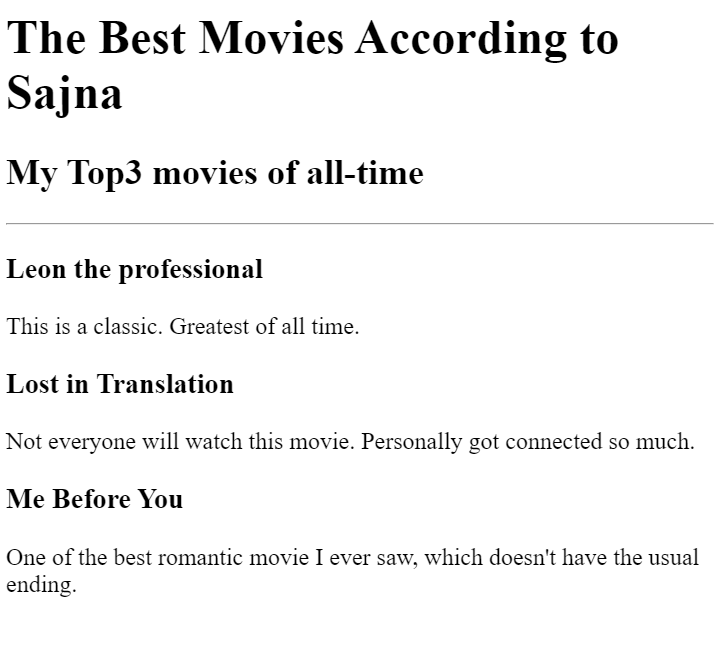 The Best Movies According to
Sajna
My Top3 movies of all-time
Leon the professional
This is a classic. Greatest of all time.
Lost in Translation
Not everyone will watch this movie. Personally got connected so much.
Me Before You
One of the best romantic movie I ever saw, which doesn't have the usual
ending.